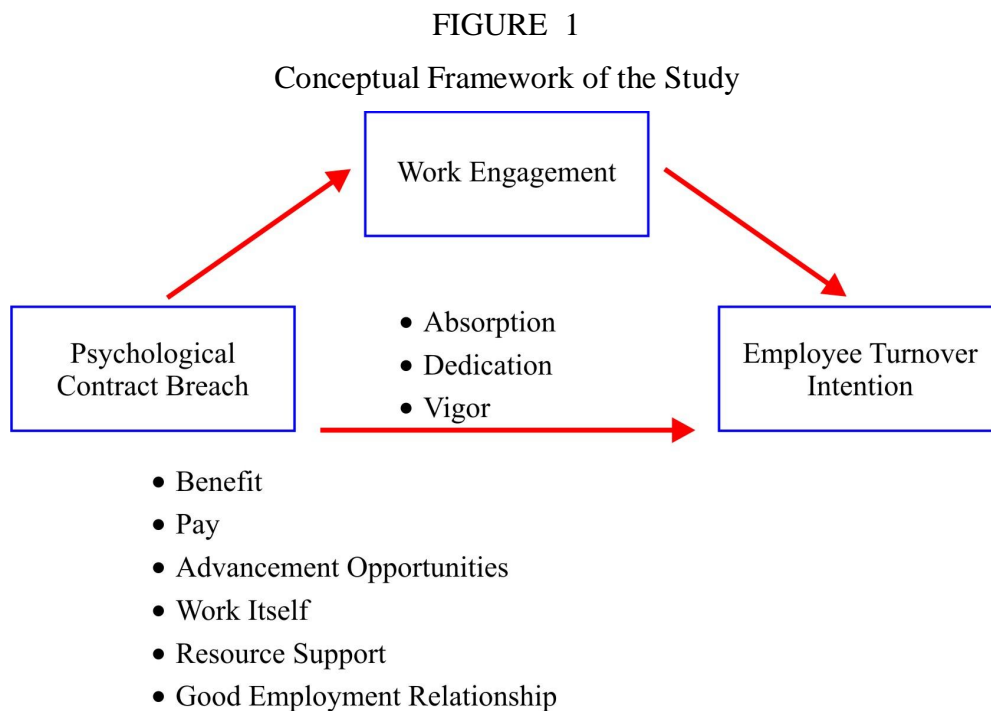 FIGURE 1
Conceptual Framework of the Study
Work Engagement
Psychological
Contract Breach
• Absorption
• Dedication
• Vigor
Employee Turnover
Intention
• Benefit
• Pay
• Advancement Opportunities
• Work Itself
• Resource Support
• Good Employment Relationship